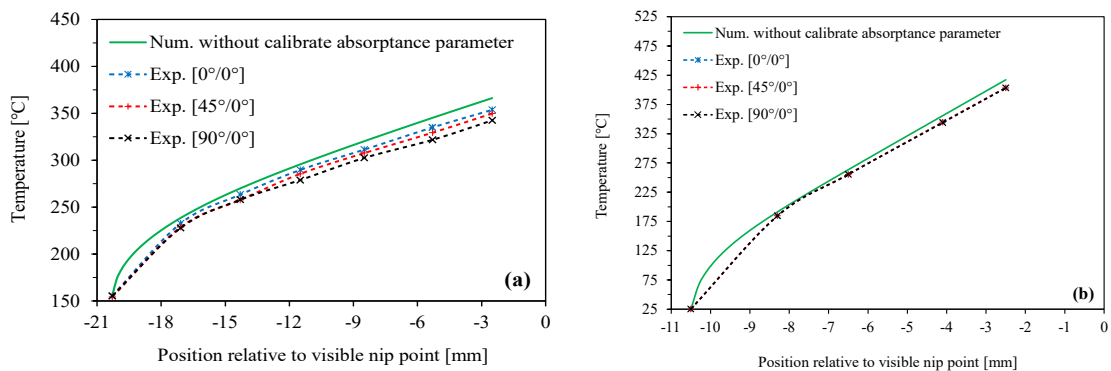 450
400
350
300
250
200
150
Temperature [°C]
Num. without calibrate absorptance parameter
Exp. [0°/0°]
Exp. [45°/0°]
Exp. [90°/0°]
(a)
-21 -18 -15 -12 -9 -6 -3 0
Position relative to visible nip point [mm]
525
475
425
375
325
275
225
175
125
75
25
Temperature [°C]
Num. without calibrate absorptance parameter
Exp. [0°/0°]
Exp. [45°/0°]
Exp. [90°/0°]
(b)
-11 -10 -9 -8 -7 -6 -5 -4 -3 -2 -1 0
Position relative to visible nip point [mm]